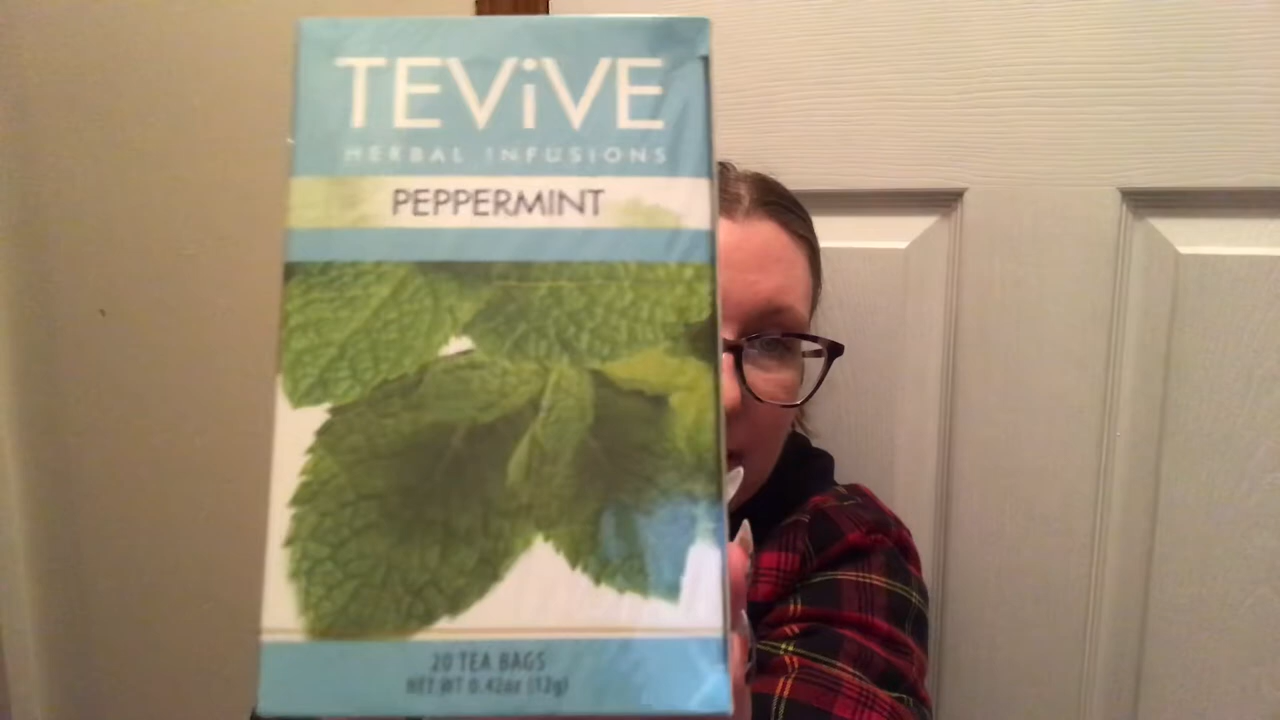 TEViVE
HERBAL INFUSIONS
PEPPERMINT
20 TEA BAGS
NET WT 0.42oz (12g)